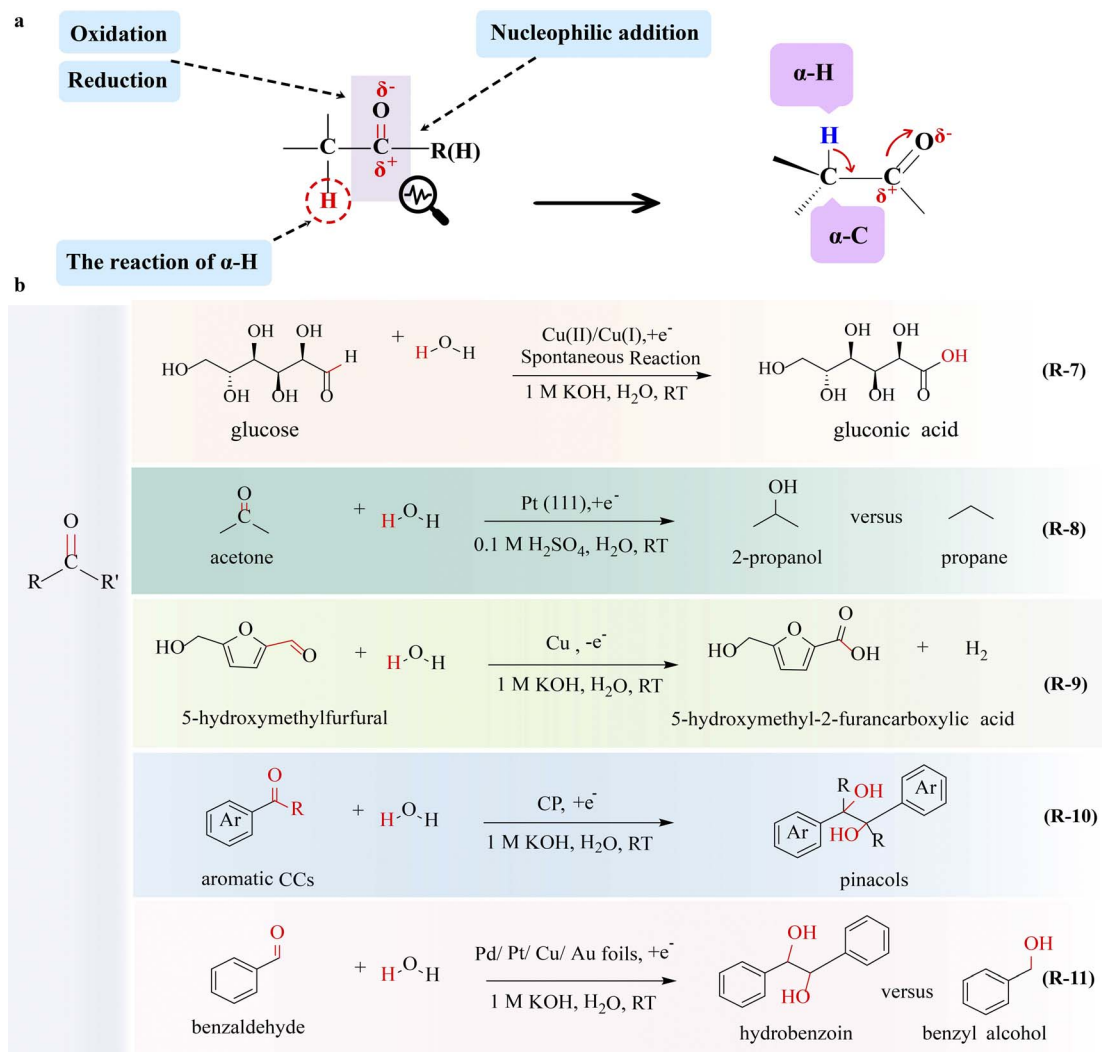 a
Oxidation
Reduction
Nucleophilic addition
δ-
O
C
C
R(H)
δ+
H
The reaction of α-H
α-H
H
O δ-
C
C
δ+
α-C
b
O
C
R
R'
OH
OH
H
HO
OH
OH
O
glucose
+
H O H
Cu(II)/Cu(I),+e-
Spontaneous Reaction
1 M KOH, H2O, RT
OH
OH
OH
HO
OH
OH
O
gluconic acid
(R-7)
O
C
acetone
+
H O H
Pt (111),+e-
0.1 M H2SO4, H2O, RT
OH
2-propanol
versus
propane
(R-8)
HO
O
O
5-hydroxymethylfurfural
+
H O H
Cu , -e-
1 M KOH, H2O, RT
HO
O
O
OH
5-hydroxymethyl-2-furancarboxylic acid
+
H2
(R-9)
O
Ar
R
aromatic CCs
+
H O H
CP, +e-
1 M KOH, H2O, RT
R
OH
Ar
Ar
HO
R
pinacols
(R-10)
O
benzaldehyde
+
H O H
Pd/ Pt/ Cu/ Au foils,+e-
1 M KOH, H2O, RT
OH
HO
hydrobenzoin
versus
OH
benzyl alcohol
(R-11)